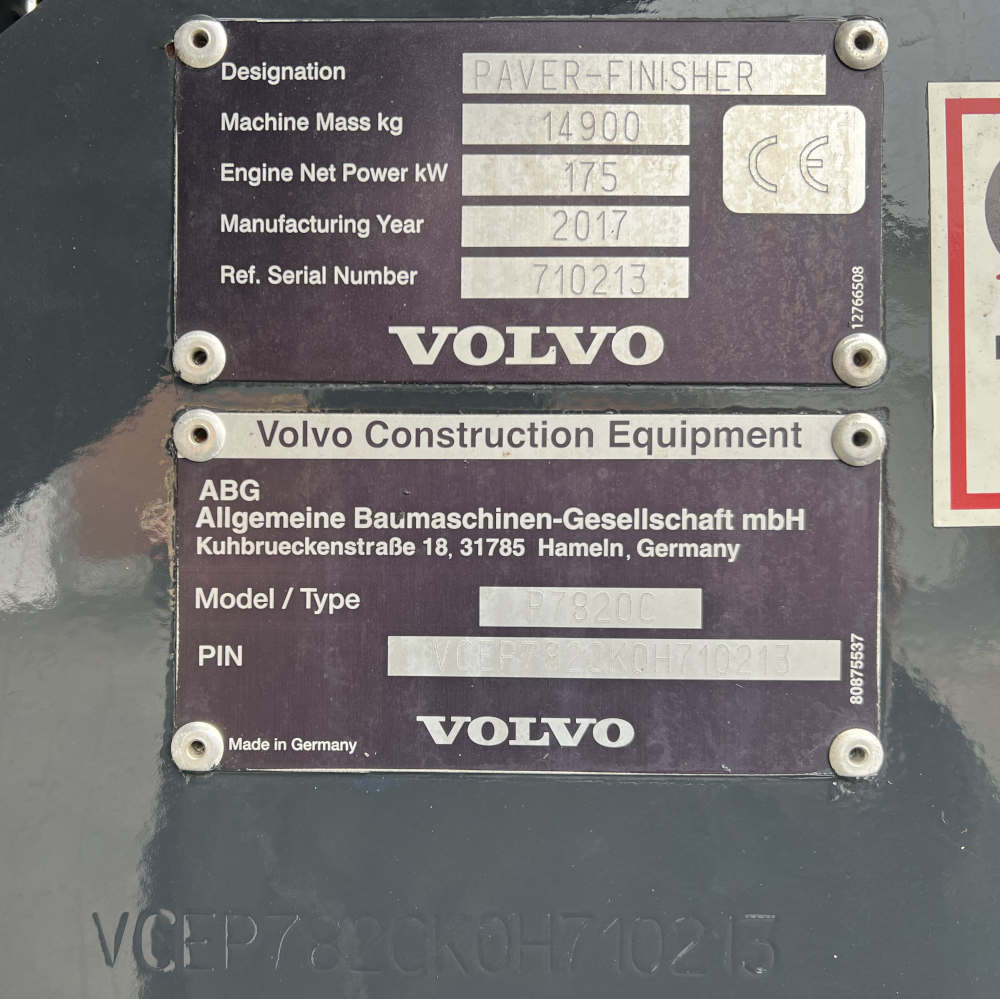 Designation PAVER-FINISHER
Machine Mass kg 14900
CE
Engine Net Power kW 175
Manufacturing Year 2017
Ref. Serial Number 710213
12766508
VOLVO
Volvo Construction Equipment
ABG
Allgemeine Baumaschinen-Gesellschaft mbH
Kuhbrueckenstraße 18, 31785 Hameln, Germany
Model / Type P7820C
PIN VCEP782CK0H710213
80875537
Made in Germany
VOLVO
VCEP782CK0H710213